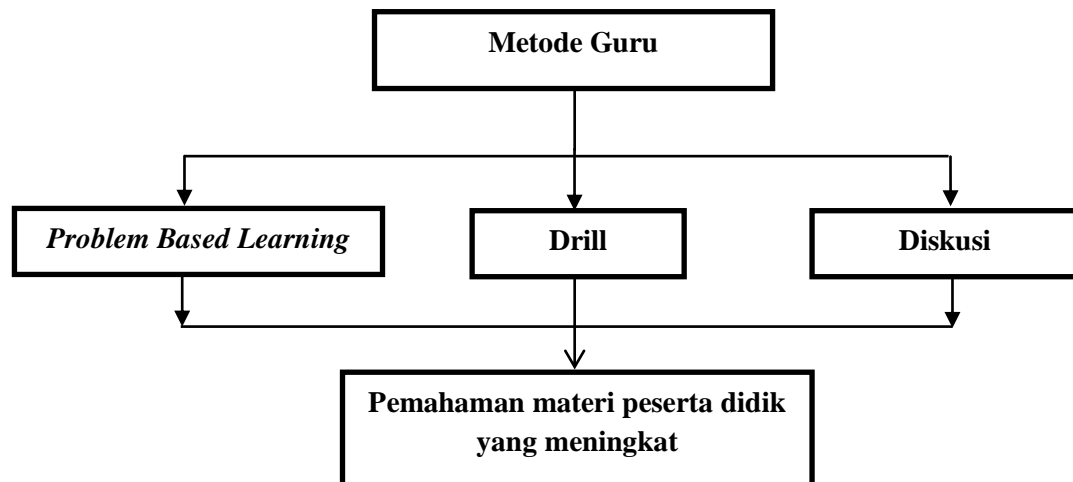 Metode Guru
Problem Based Learning
Drill
Diskusi
Pemahaman materi peserta didik
yang meningkat